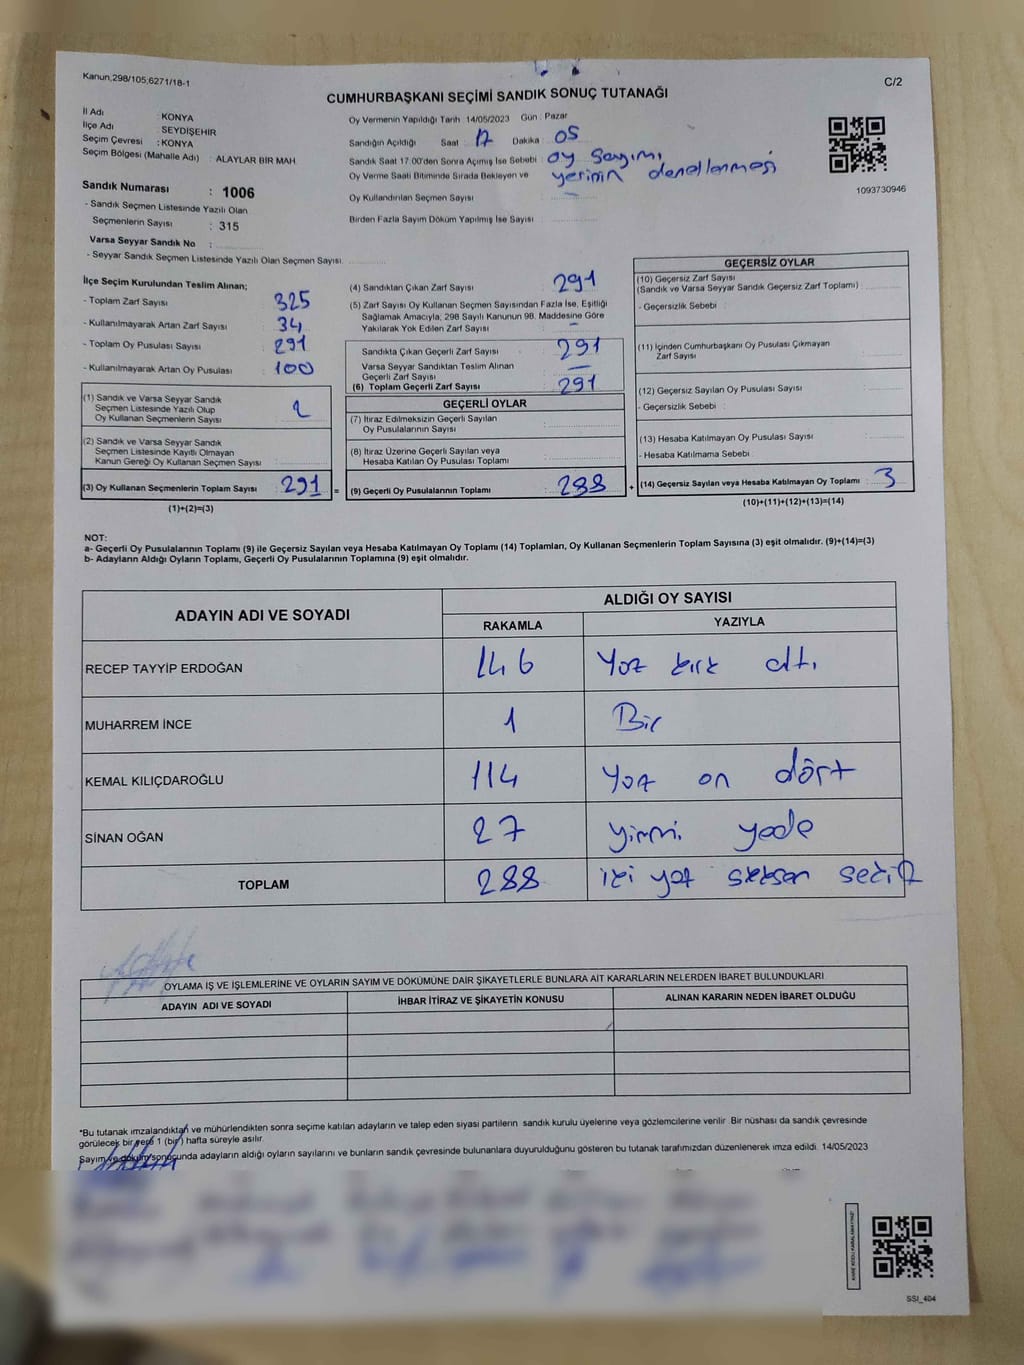 Kanun,298/105;6271/18-1
C/2
CUMHURBAŞKANI SEÇİMİ SANDIK SONUÇ TUTANAĞI
İl Adı : KONYA
İlçe Adı : SEYDİŞEHİR
Seçim Çevresi : KONYA
Seçim Bölgesi (Mahalle Adı) : ALAYLAR BİR MAH
Sandık Numarası : 1006
- Sandık Seçmen Listesinde Yazılı Olan
Seçmenlerin Sayısı : 315
Varsa Seyyar Sandık No :
- Seyyar Sandık Seçmen Listesinde Yazılı Olan Seçmen Sayısı:
Oy Vermenin Yapıldığı Tarih 14/05/2023 Gün : Pazar
Sandığın Açıldığı Saat : 17 Dakika : 05
Sandık Saat 17.00'den Sonra Açımış İse Sebebi : oy sayımı
Oy Verme Saati Bitiminde Sırada Bekleyen ve yerinin
Oy Kullandırılan Seçmen Sayısı : —
Birden Fazla Sayım Döküm Yapılmış İse Sayısı :
1093730946
İlçe Seçim Kurulundan Teslim Alınan;
- Toplam Zarf Sayısı : 325
- Kullanılmayarak Artan Zarf Sayısı : 34
- Toplam Oy Pusulası Sayısı : 291
- Kullanılmayarak Artan Oy Pusulası : 100
(1) Sandık ve Varsa Seyyar Sandık
Seçmen Listesinde Yazılı Olup
Oy Kullanan Seçmenlerin Sayısı :
(2) Sandık ve Varsa Seyyar Sandık
Seçmen Listesinde Kayıtlı Olmayan
Kanun Gereği Oy Kullanan Seçmen Sayısı :
(3) Oy Kullanan Seçmenlerin Toplam Sayısı : 291 =
(1)+(2)=(3)
(4) Sandıktan Çıkan Zarf Sayısı : 291
(5) Zarf Sayısı Oy Kullanan Seçmen Sayısından Fazla İse, Eşitliği
Sağlamak Amacıyla; 298 Sayılı Kanunun 98. Maddesine Göre
Yakılarak Yok Edilen Zarf Sayısı : —
Sandıkta Çıkan Geçerli Zarf Sayısı : 291
Varsa Seyyar Sandıktan Teslim Alınan
Geçerli Zarf Sayısı : —
(6) Toplam Geçerli Zarf Sayısı : 291
GEÇERLİ OYLAR
(7) İtiraz Edilmeksizin Geçerli Sayılan
Oy Pusulalarının Sayısı :
(8) İtiraz Üzerine Geçerli Sayılan veya
Hesaba Katılan Oy Pusulası Toplamı :
(9) Geçerli Oy Pusulalarının Toplamı : 288 +
GEÇERSİZ OYLAR
(10) Geçersiz Zarf Sayısı
(Sandık ve Varsa Seyyar Sandık Geçersiz Zarf Toplamı) :
- Geçersizlik Sebebi :
(11) İçinden Cumhurbaşkanı Oy Pusulası Çıkmayan
Zarf Sayısı :
(12) Geçersiz Sayılan Oy Pusulası Sayısı :
- Geçersizlik Sebebi :
(13) Hesaba Katılmayan Oy Pusulası Sayısı :
- Hesaba Katılmama Sebebi :
(14) Geçersiz Sayılan veya Hesaba Katılmayan Oy Toplamı : 3
(10)+(11)+(12)+(13)=(14)
NOT:
a- Geçerli Oy Pusulalarının Toplamı (9) ile Geçersiz Sayılan veya Hesaba Katılmayan Oy Toplamı (14) Toplamları, Oy Kullanan Seçmenlerin Toplam Sayısına (3) eşit olmalıdır. (9)+(14)=(3)
b- Adayların Aldığı Oyların Toplamı, Geçerli Oy Pusulalarının Toplamına (9) eşit olmalıdır.
ADAYIN ADI VE SOYADI ALDIĞI OY SAYISI
RAKAMLA YAZIYLA
RECEP TAYYİP ERDOĞAN 146 Yüz kırk altı
MUHARREM İNCE 1 Bir
KEMAL KILIÇDAROĞLU 114 Yüz on dört
SİNAN OĞAN 27 yirmi yede
TOPLAM 288 iki yüz seksen sekiz
OYLAMA İŞ VE İŞLEMLERİNE VE OYLARIN SAYIM VE DÖKÜMÜNE DAİR ŞİKAYETLERLE BUNLARA AİT KARARLARIN NELERDEN İBARET BULUNDUKLARI
ADAYIN ADI VE SOYADI İHBAR İTİRAZ VE ŞİKAYETİN KONUSU ALINAN KARARIN NEDEN İBARET OLDUĞU
*Bu tutanak imzalandıktan ve mühürlendikten sonra seçime katılan adayların ve talep eden siyasi partilerin sandık kurulu üyelerine veya gözlemcilerine verilir. Bir nüshası da sandık çevresinde
görülecek bir yere 1 (bir) hafta süreyle asılır.
Sayım ve döküm sonucunda adayların aldığı oyların sayılarını ve bunların sandık çevresinde bulunanlara duyurulduğunu gösteren bu tutanak tarafımızdan düzenlenerek imza edildi. 14/05/2023
SSI_404